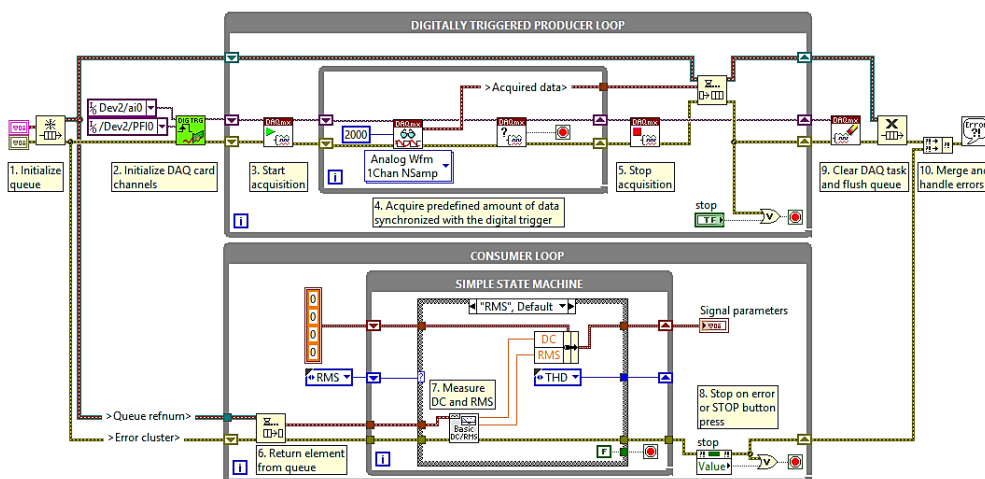 DIGITALLY TRIGGERED PRODUCER LOOP
>Acquired data>
Dev2/ai0
/Dev2/PFI0
DIGTRG
DAQmx
DAQmx
DAQmx
DAQmx
DAQmx
2000
Analog Wfm
1Chan NSamp
1. Initialize
queue
2. Initialize DAQ card
channels
3. Start
acquisition
i
5. Stop
acquisition
9. Clear DAQ task
and flush queue
10. Merge and
handle errors
Error
?!
4. Acquire predefined amount of data
synchronized with the digital trigger
i
stop
TF
V
CONSUMER LOOP
SIMPLE STATE MACHINE
"RMS", Default
0
0
0
0
DC
RMS
Signal parameters
RMS
?
THD
7. Measure
DC and RMS
8. Stop on error
or STOP button
press
>Queue refnum>
>Error cluster>
Basic
DC/RMS
6. Return element
from queue
i
i
F
stop
Value
V